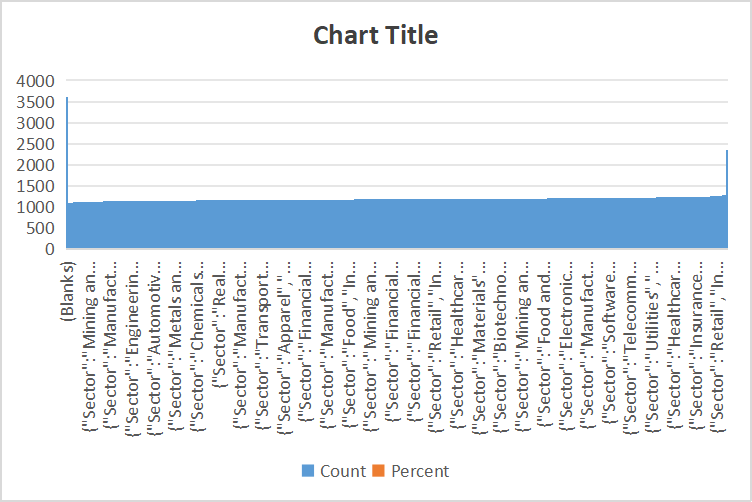 Chart Title
4000
3500
3000
2500
2000
1500
1000
500
0
(Blanks)
{"Sector":"Mining an...
{"Sector":"Manufact...
{"Sector":"Engineerin...
{"Sector":"Automotiv...
{"Sector":"Metals an...
{"Sector":"Chemicals...
{"Sector":"Real...
{"Sector":"Manufact...
{"Sector":"Transport...
{"Sector":"Apparel","...
{"Sector":"Financial...
{"Sector":"Manufact...
{"Sector":"Food","In...
{"Sector":"Mining an...
{"Sector":"Financial...
{"Sector":"Financial...
{"Sector":"Retail","In...
{"Sector":"Healthcar...
{"Sector":"Materials"...
{"Sector":"Biotechno...
{"Sector":"Mining an...
{"Sector":"Food and...
{"Sector":"Electronic...
{"Sector":"Manufact...
{"Sector":"Software...
{"Sector":"Telecomm...
{"Sector":"Utilities",...
{"Sector":"Healthcar...
{"Sector":"Insurance...
{"Sector":"Retail","In...
Count Percent